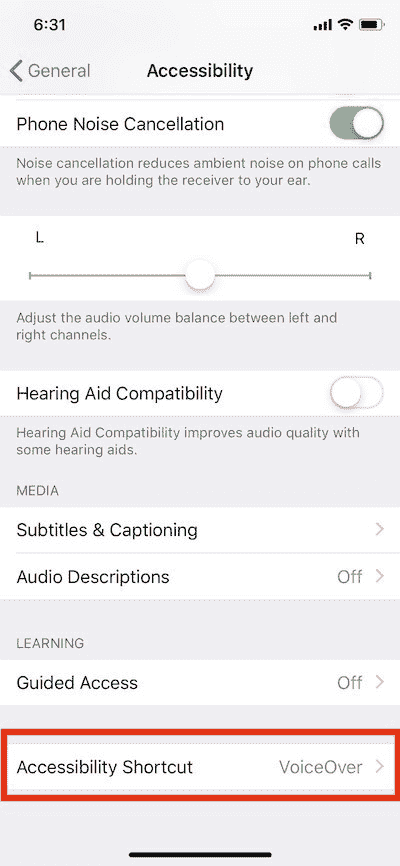 6:31
General
Accessibility
Phone Noise Cancellation
Noise cancellation reduces ambient noise on phone calls
when you are holding the receiver to your ear.
L
R
Adjust the audio volume balance between left and
right channels.
Hearing Aid Compatibility
Hearing Aid Compatibility improves audio quality with
some hearing aids.
MEDIA
Subtitles & Captioning
Audio Descriptions Off
LEARNING
Guided Access Off
Accessibility Shortcut VoiceOver